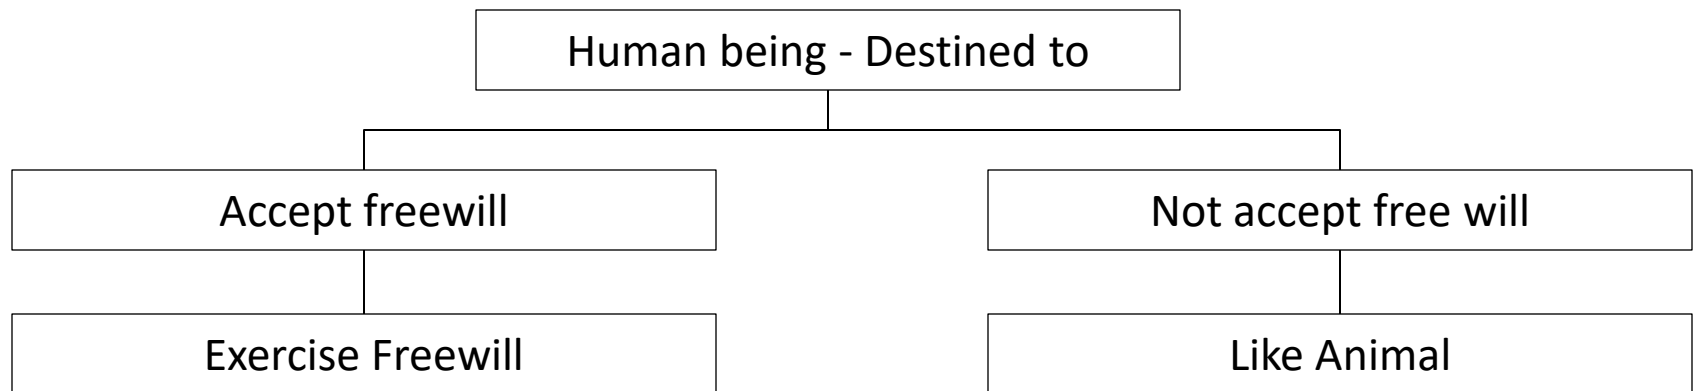 Human being - Destined to
Accept freewill
Not accept free will
Exercise Freewill
Like Animal